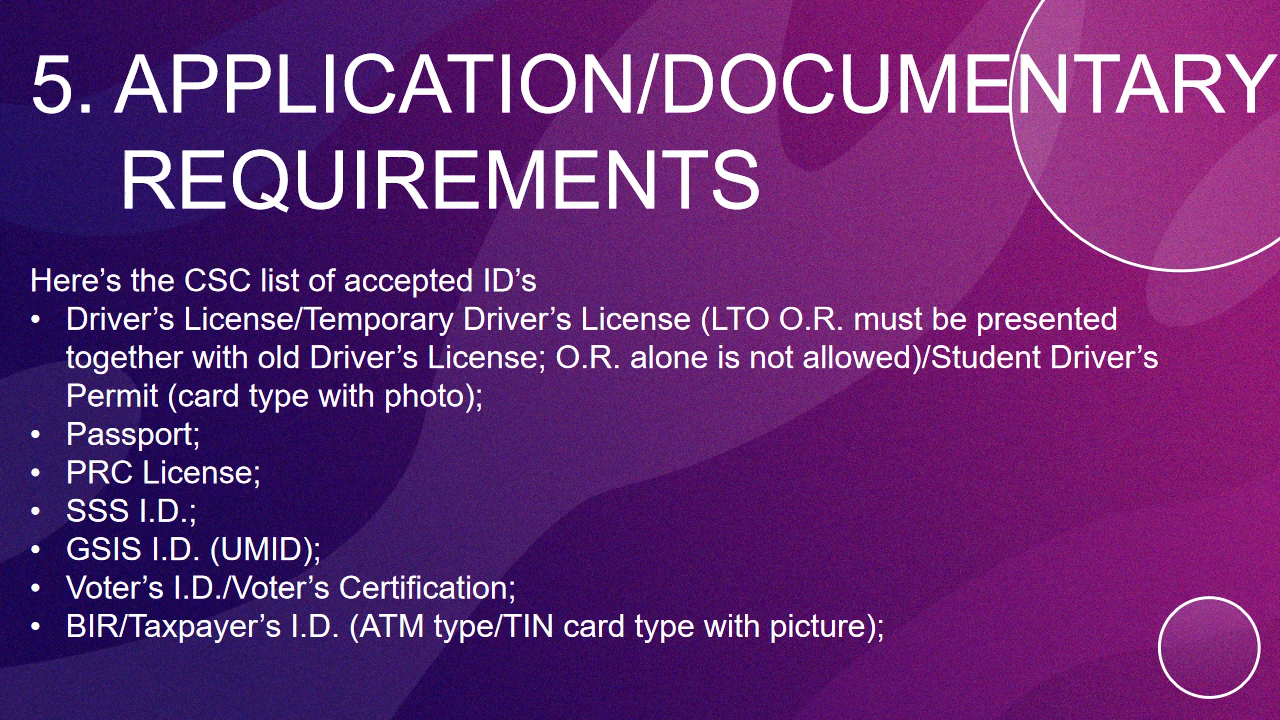 5. APPLICATION/DOCUMENTARY
REQUIREMENTS
Here’s the CSC list of accepted ID’s
• Driver’s License/Temporary Driver’s License (LTO O.R. must be presented
together with old Driver’s License; O.R. alone is not allowed)/Student Driver’s
Permit (card type with photo);
• Passport;
• PRC License;
• SSS I.D.;
• GSIS I.D. (UMID);
• Voter’s I.D./Voter’s Certification;
• BIR/Taxpayer’s I.D. (ATM type/TIN card type with picture);